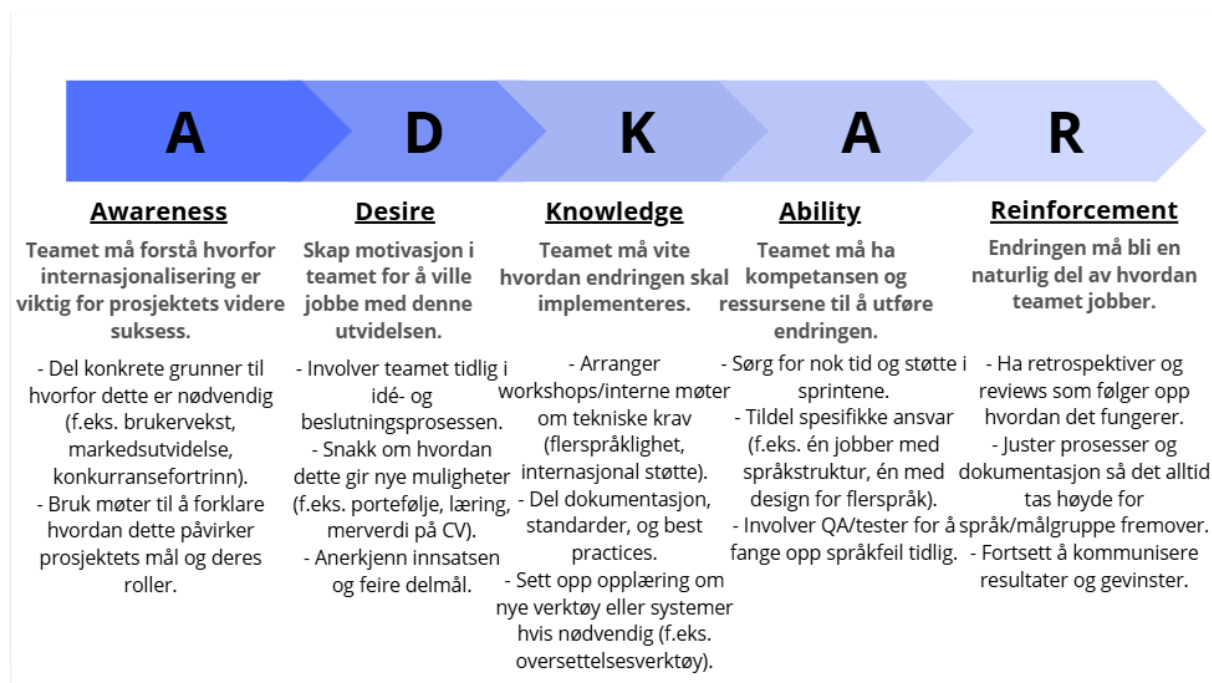 A
D
K
A
R
Awareness
Teamet må forstå hvorfor
internasjonalisering er
viktig for prosjektets videre
suksess.
- Del konkrete grunner til
hvorfor dette er nødvendig
(f.eks. brukervekst,
markedsutvidelse,
konkurransefortrinn).
- Bruk møter til å forklare
hvordan dette påvirker
prosjektets mål og deres
roller.
Desire
Skap motivasjon i
teamet for å ville
jobbe med denne
utvidelsen.
- Involver teamet tidlig i
idé- og
beslutningsprosessen.
- Snakk om hvordan
dette gir nye muligheter
(f.eks. portefølje, læring,
merverdi på CV).
- Anerkjenn innsatsen
og feire delmål.
Knowledge
Teamet må vite
hvordan endringen skal
implementeres.
- Arranger
workshops/interne møter
om tekniske krav
(flerspråklighet,
internasjonal støtte).
- Del dokumentasjon,
standarder, og best
practices.
- Sett opp opplæring om
nye verktøy eller systemer
hvis nødvendig (f.eks.
oversettelsesverktøy).
Ability
Teamet må ha
kompetansen og
ressursene til å utføre
endringen.
- Sørg for nok tid og støtte i
sprintene.
- Tildel spesifikke ansvar
(f.eks. én jobber med
språkstruktur, én med
design for flerspråk).
- Involver QA/tester for å
fange opp språkfeil tidlig.
Reinforcement
Endringen må bli en
naturlig del av hvordan
teamet jobber.
- Ha retrospektiver og
reviews som følger opp
hvordan det fungerer.
- Juster prosesser og
dokumentasjon så det alltid
tas høyde for
språk/målgruppe fremover.
- Fortsett å kommunisere
resultater og gevinster.